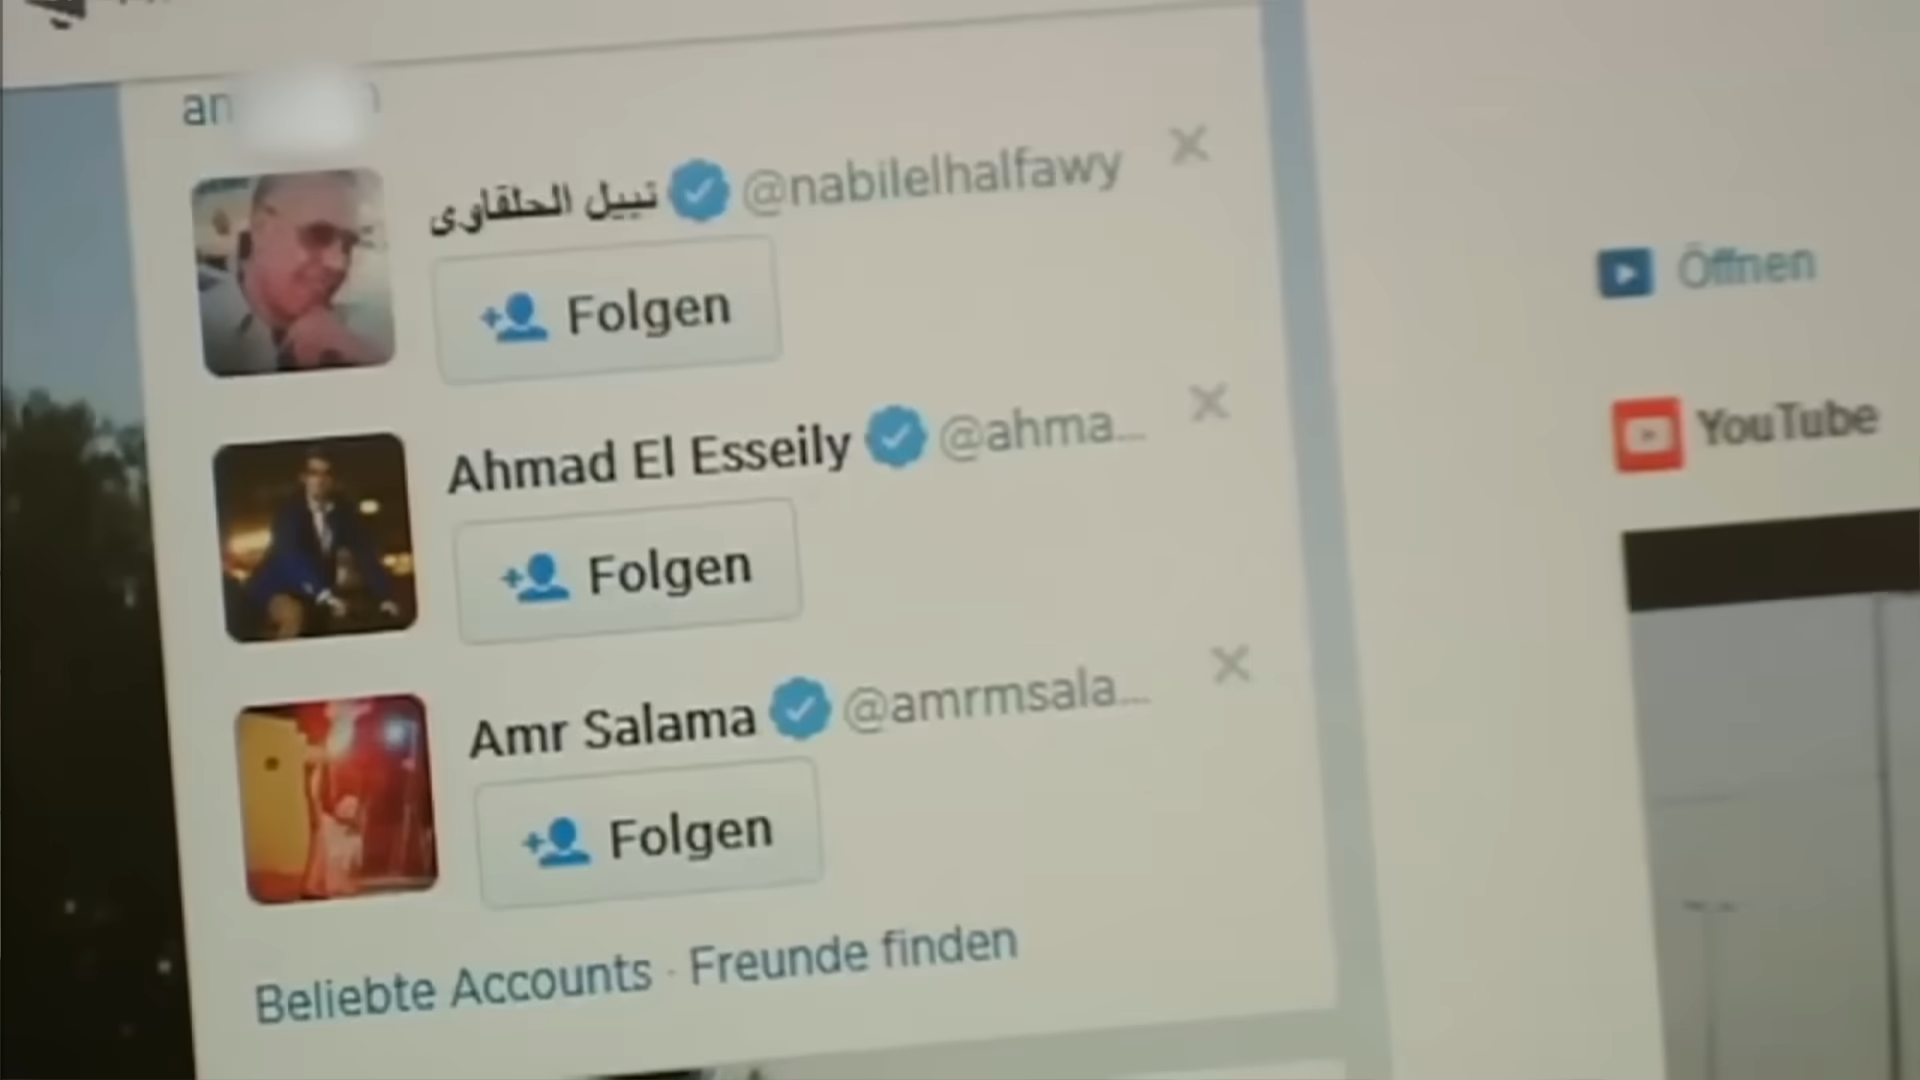 نبيل الحلفاوى @nabilelhalfawy
Folgen
Ahmad El Esseily @ahma...
Folgen
Amr Salama @amrmsala...
Folgen
Beliebte Accounts · Freunde finden
Öffnen
YouTube